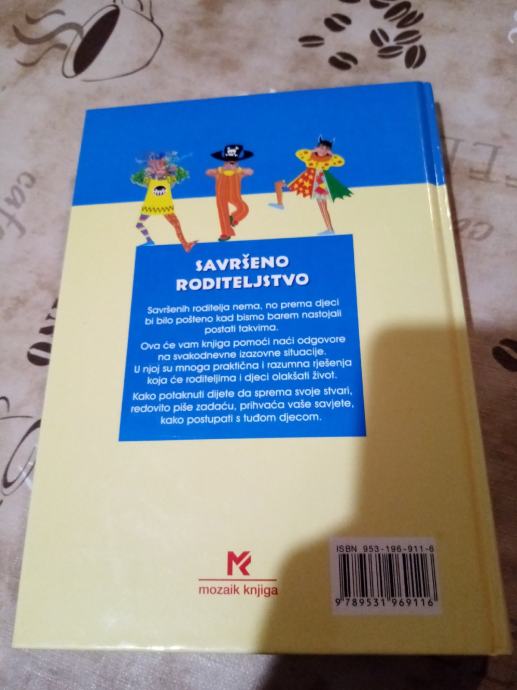 SAVRŠENO
RODITELJSTVO
Savršenih roditelja nema, no prema djeci
bi bilo pošteno kad bismo barem nastojali
postati takvima.
Ova će vam knjiga pomoći naći odgovore
na svakodnevne izazovne situacije.
U njoj su mnoga praktična i razumna rješenja
koja će roditeljima i djeci olakšati život.
Kako potaknuti dijete da sprema svoje stvari,
redovito piše zadaću, prihvaća vaše savjete,
kako postupati s tuđom djecom.
mozaik knjiga
ISBN 953-196-911-6
9 789531 969116